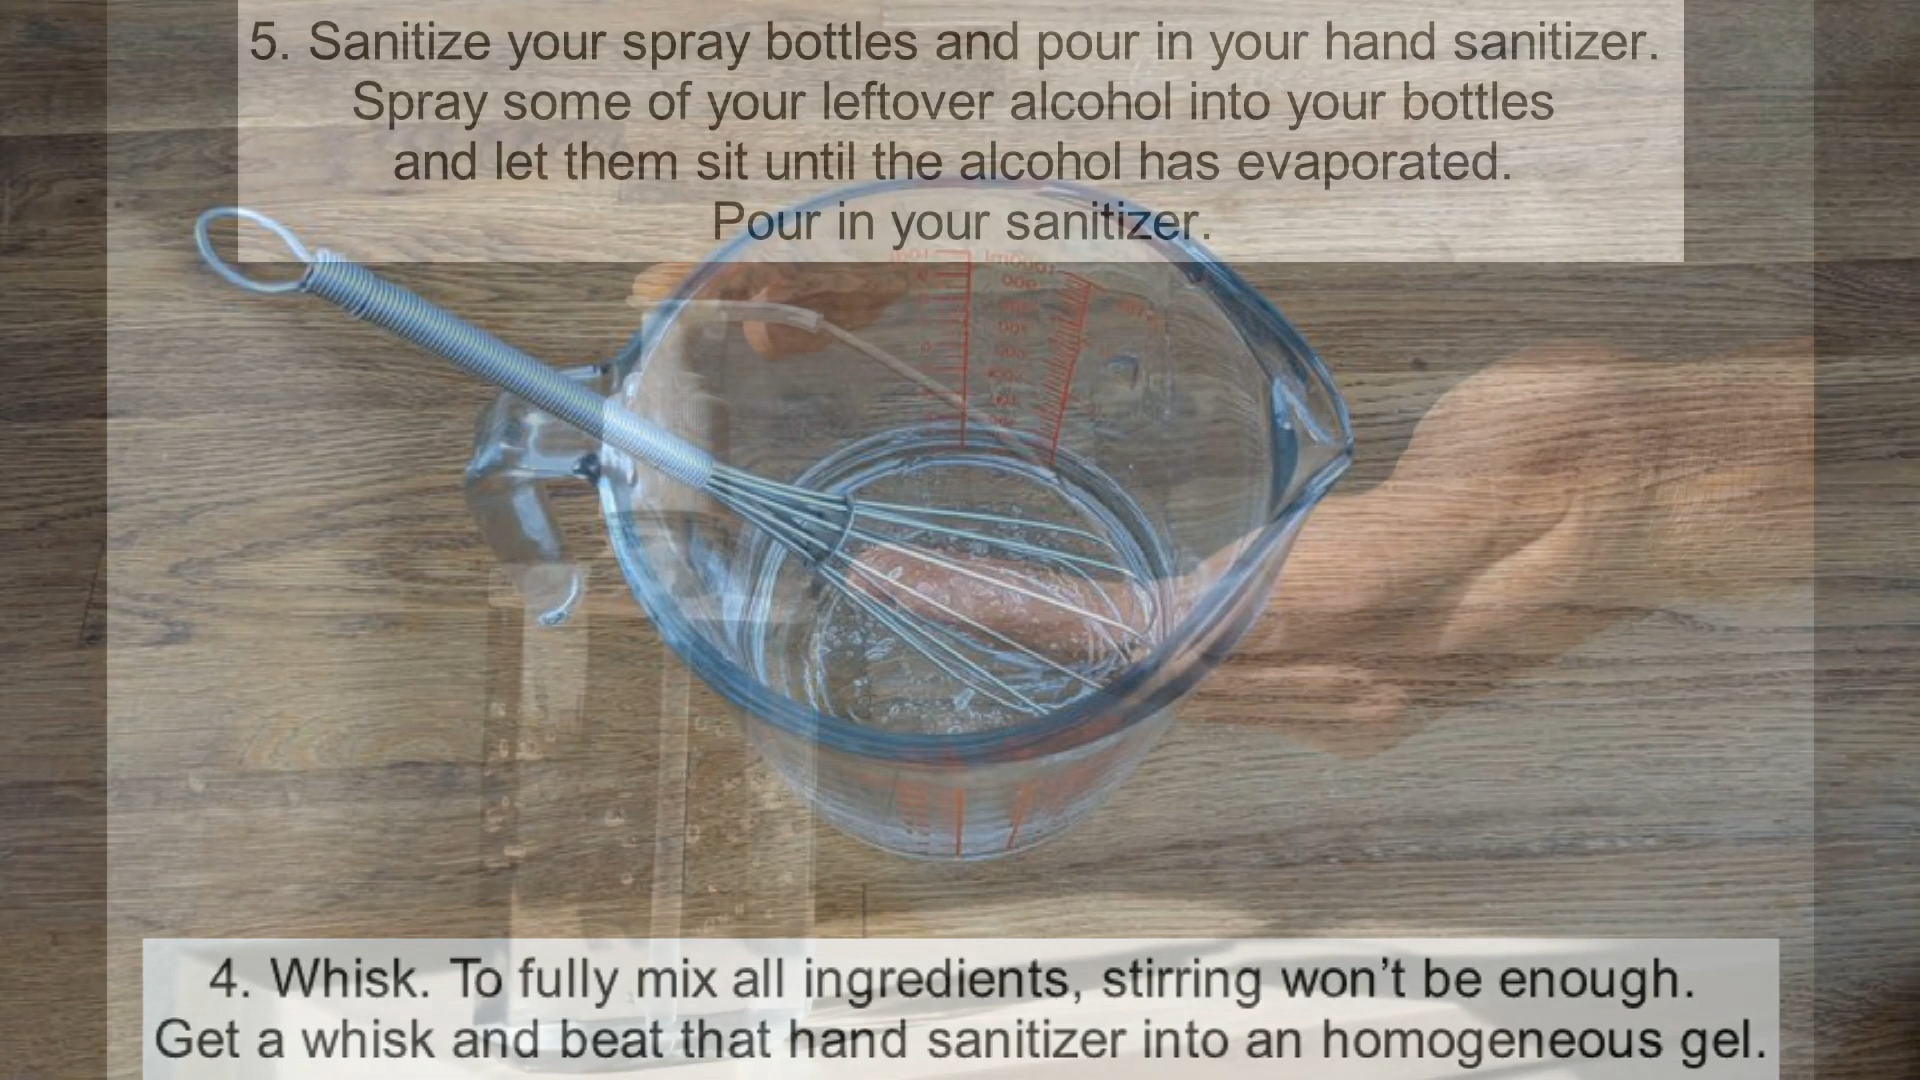 5. Sanitize your spray bottles and pour in your hand sanitizer.
Spray some of your leftover alcohol into your bottles
and let them sit until the alcohol has evaporated.
Pour in your sanitizer.
4. Whisk. To fully mix all ingredients, stirring won’t be enough.
Get a whisk and beat that hand sanitizer into an homogeneous gel.